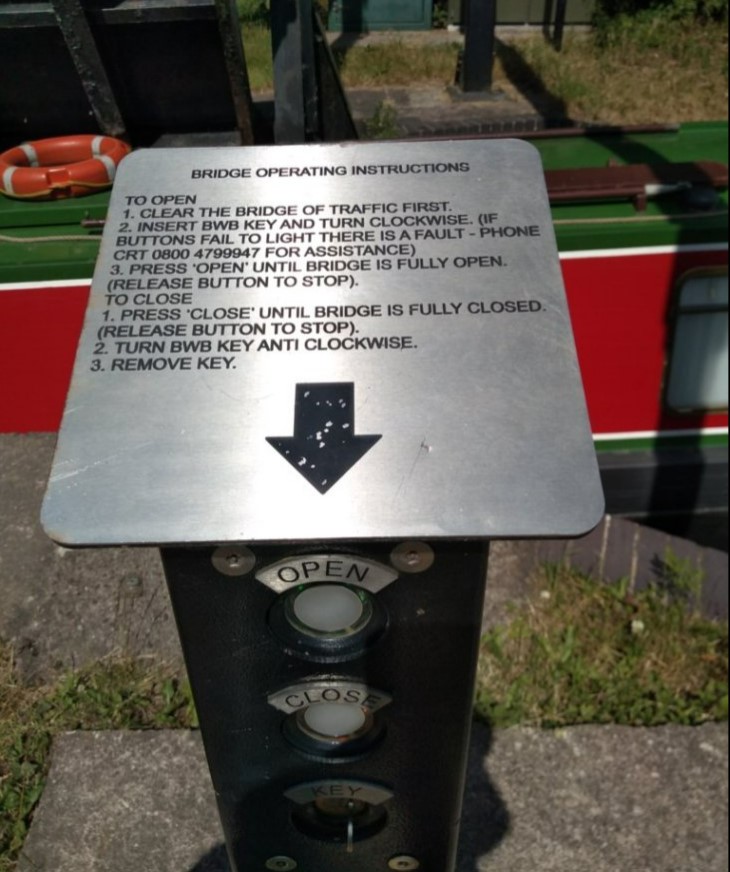 BRIDGE OPERATING INSTRUCTIONS
TO OPEN
1. CLEAR THE BRIDGE OF TRAFFIC FIRST.
2. INSERT BWB KEY AND TURN CLOCKWISE. (IF
BUTTONS FAIL TO LIGHT THERE IS A FAULT - PHONE
CRT 0800 4799947 FOR ASSISTANCE)
3. PRESS 'OPEN' UNTIL BRIDGE IS FULLY OPEN.
(RELEASE BUTTON TO STOP).
TO CLOSE
1. PRESS 'CLOSE' UNTIL BRIDGE IS FULLY CLOSED.
(RELEASE BUTTON TO STOP).
2. TURN BWB KEY ANTI CLOCKWISE.
3. REMOVE KEY.
OPEN
CLOSE
KEY